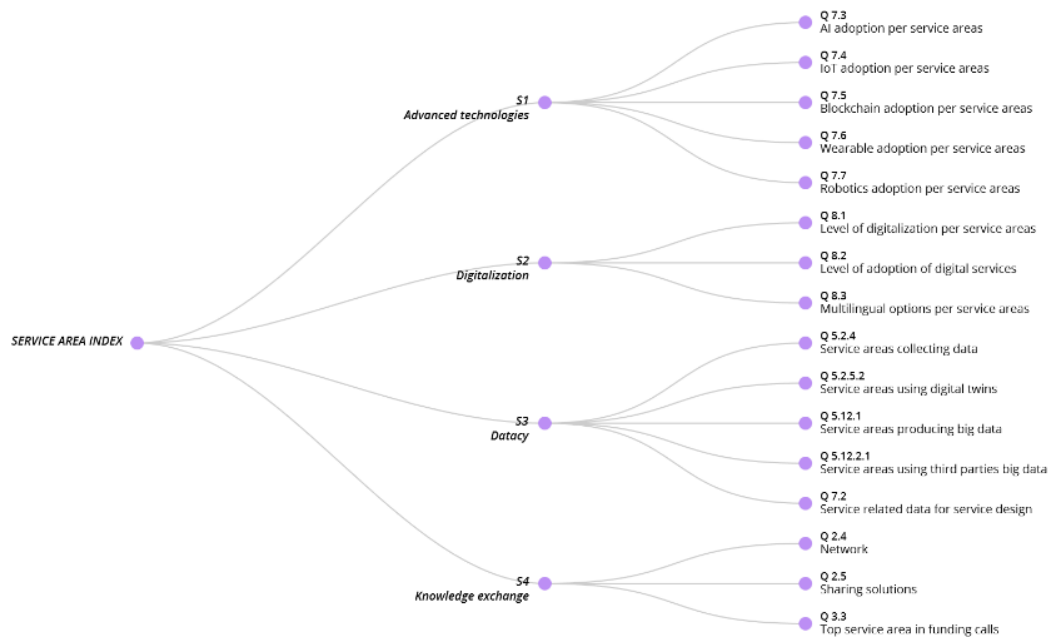 SERVICE AREA INDEX
S1
Advanced technologies
Q 7.3
AI adoption per service areas
Q 7.4
IoT adoption per service areas
Q 7.5
Blockchain adoption per service areas
Q 7.6
Wearable adoption per service areas
Q 7.7
Robotics adoption per service areas
S2
Digitalization
Q 8.1
Level of digitalization per service areas
Q 8.2
Level of adoption of digital services
Q 8.3
Multilingual options per service areas
S3
Datacy
Q 5.2.4
Service areas collecting data
Q 5.2.5.2
Service areas using digital twins
Q 5.12.1
Service areas producing big data
Q 5.12.2.1
Service areas using third parties big data
Q 7.2
Service related data for service design
S4
Knowledge exchange
Q 2.4
Network
Q 2.5
Sharing solutions
Q 3.3
Top service area in funding calls